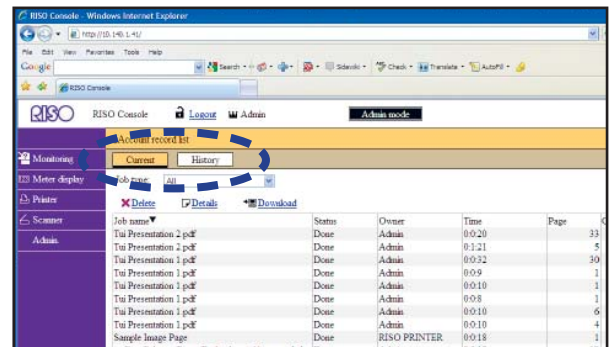 RISO Console - Windows Internet Explorer
http://10.140.1.41/
File Edit View Favorites Tools Help
Google Search Sidewiki Check Translate AutoFill
RISO Console
RISO RISO Console Logout Admin Admin mode
Account record list
Monitoring Current History
Meter display Job type: All
Printer Delete Details Download
Scanner Job name▼ Status Owner Time Page
Tui Presentation 2.pdf Done Admin 0:0:20 33
Admin Tui Presentation 2.pdf Done Admin 0:1:21 5
Tui Presentation 1.pdf Done Admin 0:0:32 30
Tui Presentation 1.pdf Done Admin 0:0:9 1
Tui Presentation 1.pdf Done Admin 0:0:10 1
Tui Presentation 1.pdf Done Admin 0:0:8 1
Tui Presentation 1.pdf Done Admin 0:0:10 6
Tui Presentation 1.pdf Done Admin 0:0:10 4
Sample Image Page Done RISO PRINTER 0:0:18 1